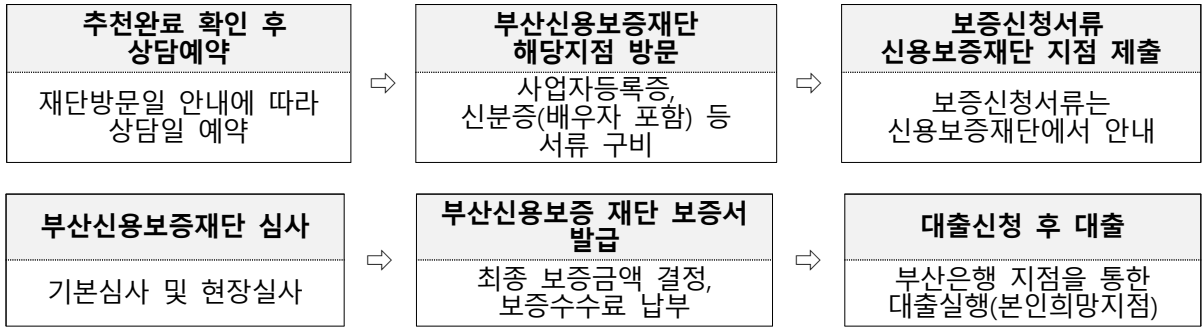 추천완료 확인 후
상담예약
재단방문일 안내에 따라
상담일 예약
⇨
부산신용보증재단
해당지점 방문
사업자등록증,
신분증(배우자 포함) 등
서류 구비
⇨
보증신청서류
신용보증재단 지점 제출
보증신청서류는
신용보증재단에서 안내
부산신용보증재단 심사
기본심사 및 현장실사
⇨
부산신용보증 재단 보증서
발급
최종 보증금액 결정,
보증수수료 납부
⇨
대출신청 후 대출
부산은행 지점을 통한
대출실행(본인희망지점)